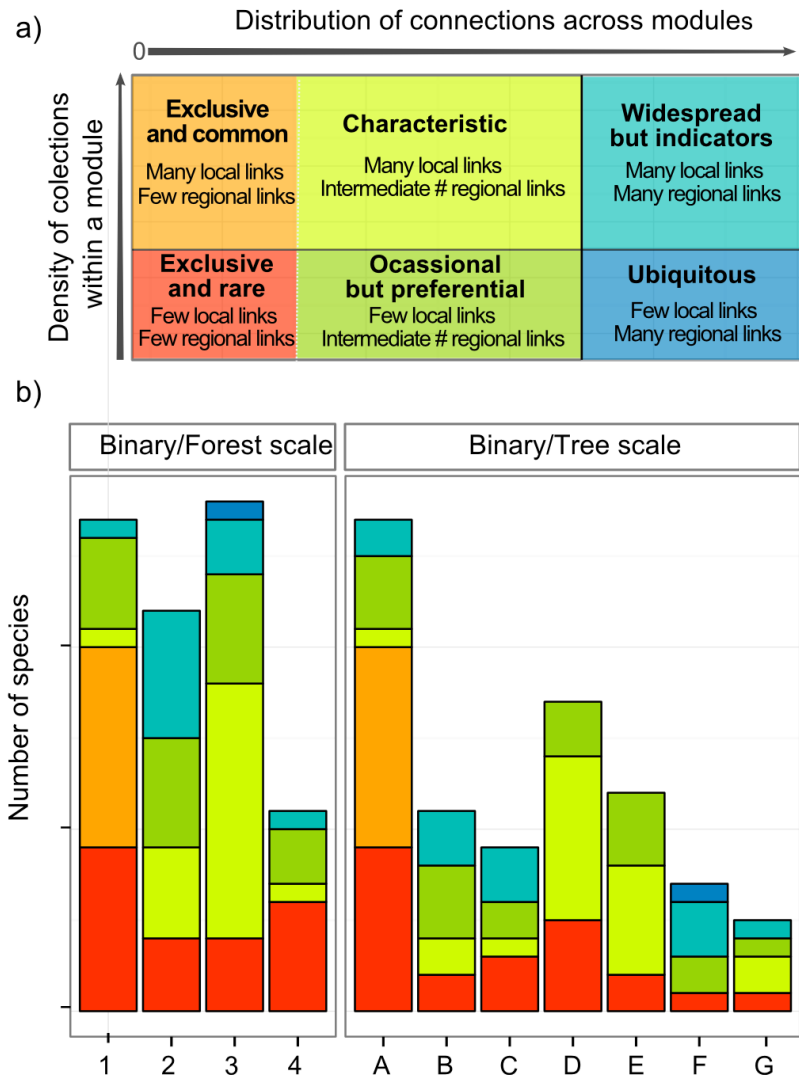 a)
Distribution of connections across modules
0
Density of colections
within a module
Exclusive
and common
Many local links
Few regional links
Characteristic
Many local links
Intermediate # regional links
Widespread
but indicators
Many local links
Many regional links
Exclusive
and rare
Few local links
Few regional links
Ocassional
but preferential
Few local links
Intermediate # regional links
Ubiquitous
Few local links
Many regional links
b)
Binary/Forest scale
Binary/Tree scale
Number of species
1 2 3 4 A B C D E F G